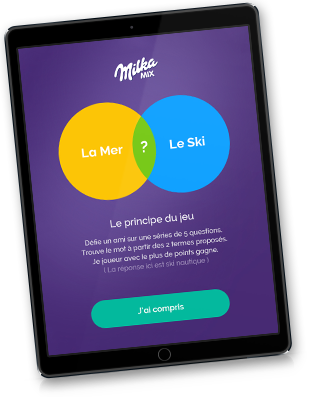 Milka
MIX
La Mer ? Le Ski
Le principe du jeu
Défie un ami sur une séries de 5 questions.
Trouve le mot à partir des 2 termes proposés.
Le joueur avec le plus de points gagne.
( La réponse ici est ski nautique )
J'ai compris